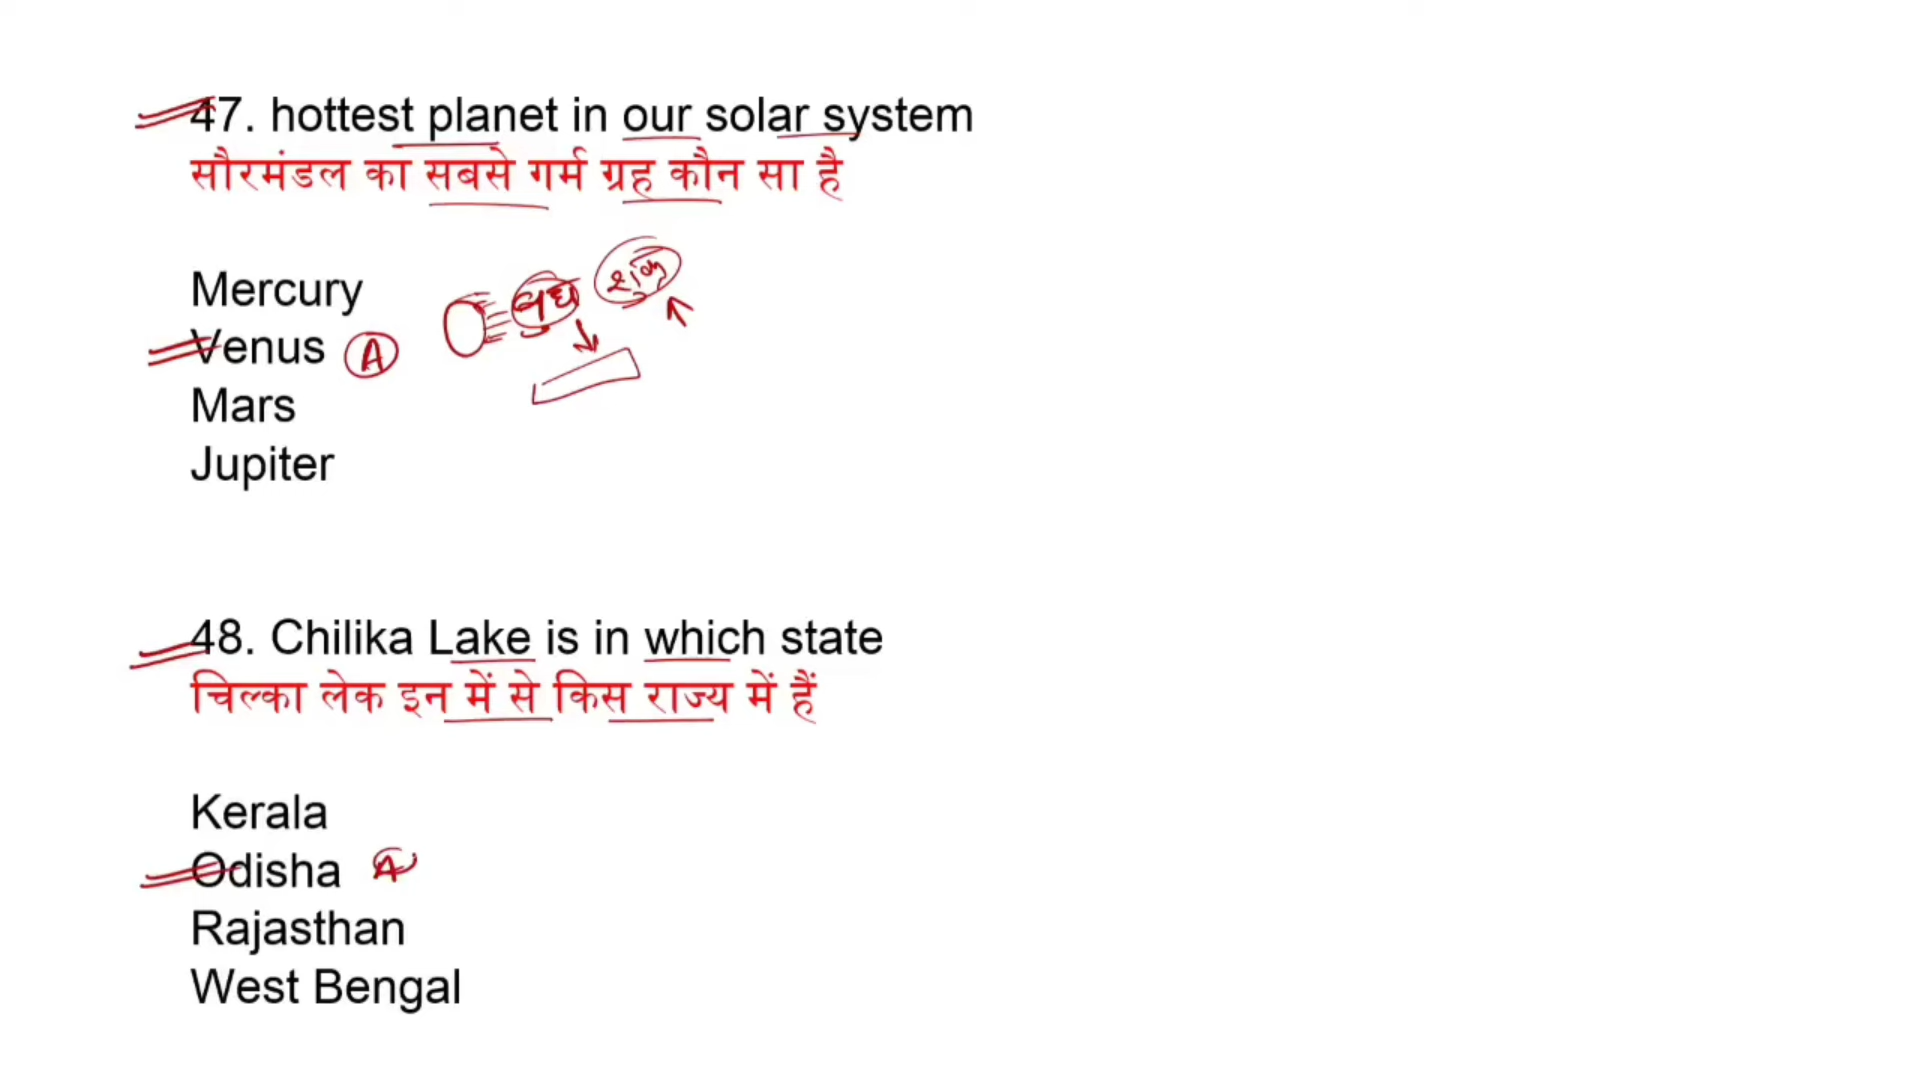 47. hottest planet in our solar system
सौरमंडल का सबसे गर्म ग्रह कौन सा है
Mercury
बुध
Venus A
Mars
Jupiter
48. Chilika Lake is in which state
चिल्का लेक इन में से किस राज्य में हैं
Kerala
Odisha A
Rajasthan
West Bengal